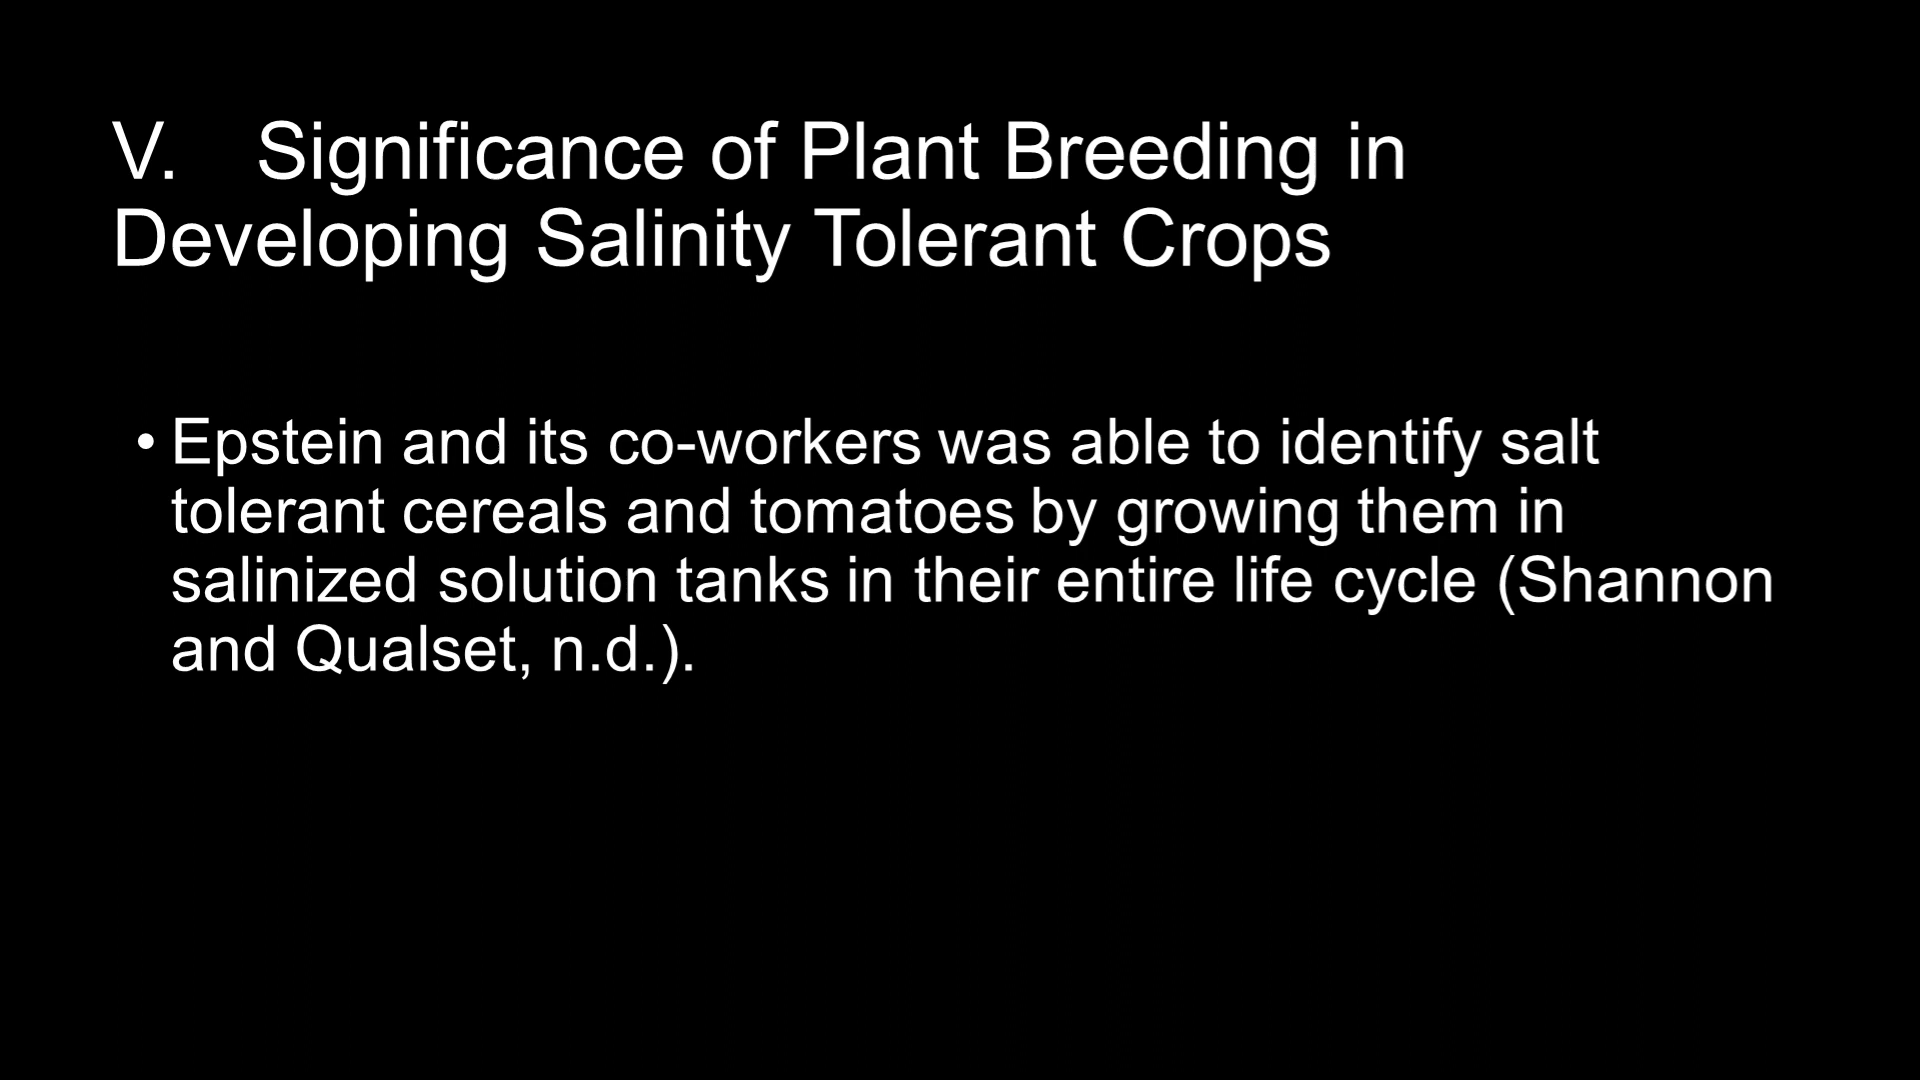 V. Significance of Plant Breeding in
Developing Salinity Tolerant Crops
• Epstein and its co-workers was able to identify salt
tolerant cereals and tomatoes by growing them in
salinized solution tanks in their entire life cycle (Shannon
and Qualset, n.d.).